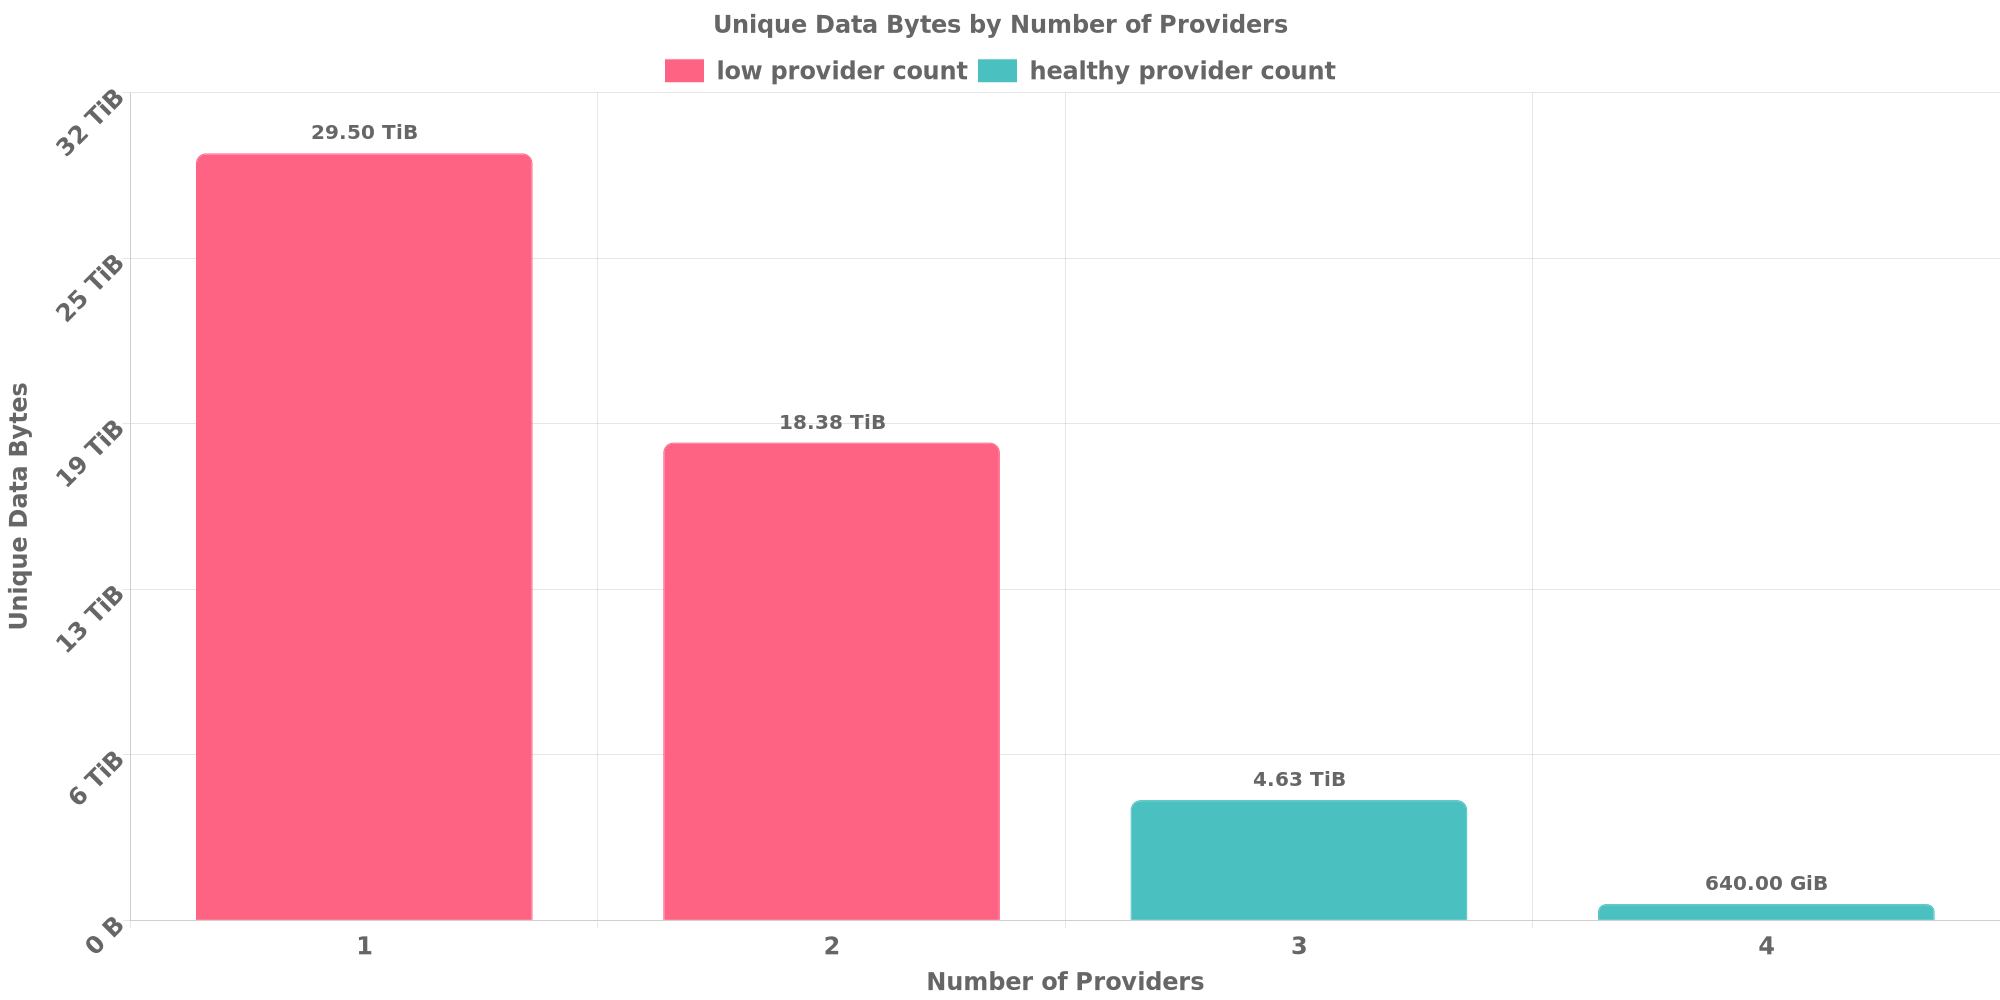 Unique Data Bytes by Number of Providers
low provider count healthy provider count
32 TiB
25 TiB
19 TiB
13 TiB
6 TiB
0 B
Unique Data Bytes
29.50 TiB
18.38 TiB
4.63 TiB
640.00 GiB
1 2 3 4
Number of Providers